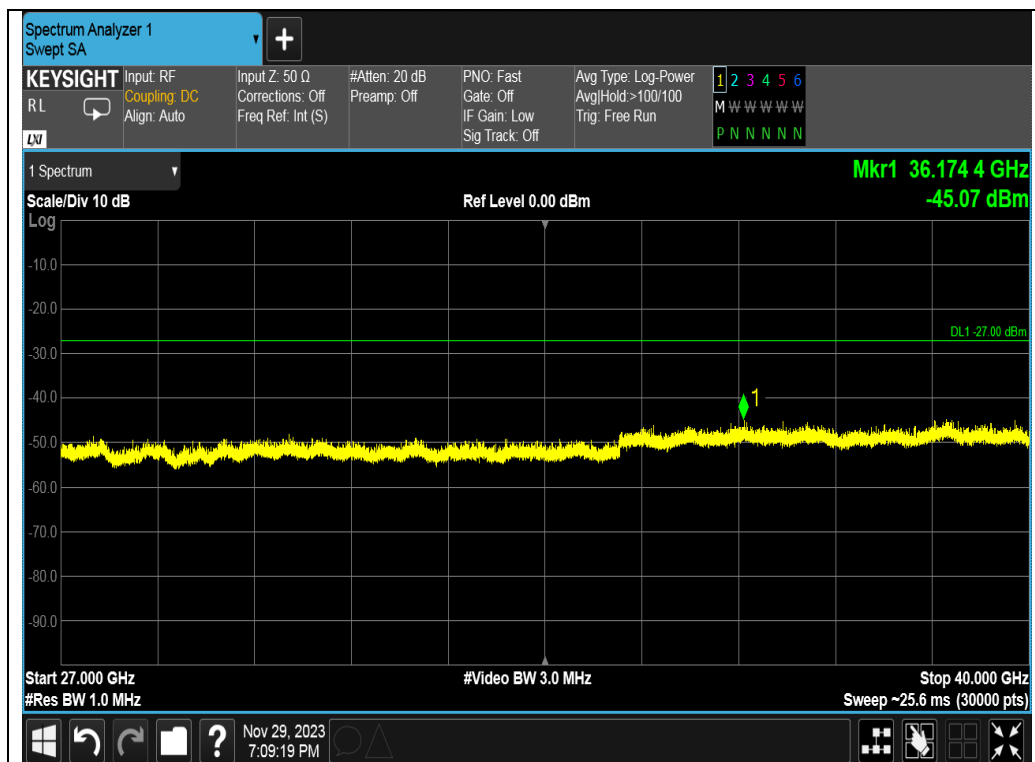 Spectrum Analyzer 1
Swept SA
KEYSIGHT
R L
LXI
Input: RF
Coupling: DC
Align: Auto
Input Z: 50 Ω
Corrections: Off
Freq Ref: Int (S)
#Atten: 20 dB
Preamp: Off
PNO: Fast
Gate: Off
IF Gain: Low
Sig Track: Off
Avg Type: Log-Power
Avg|Hold:>100/100
Trig: Free Run
1 2 3 4 5 6
M W W W W W
P N N N N N
1 Spectrum
Mkr1 36.174 4 GHz
-45.07 dBm
Scale/Div 10 dB
Ref Level 0.00 dBm
Log
-10.0
-20.0
DL1 -27.00 dBm
-30.0
-40.0
1
-50.0
-60.0
-70.0
-80.0
-90.0
Start 27.000 GHz
#Video BW 3.0 MHz
Stop 40.000 GHz
#Res BW 1.0 MHz
Sweep ~25.6 ms (30000 pts)
?
Nov 29, 2023
7:09:19 PM